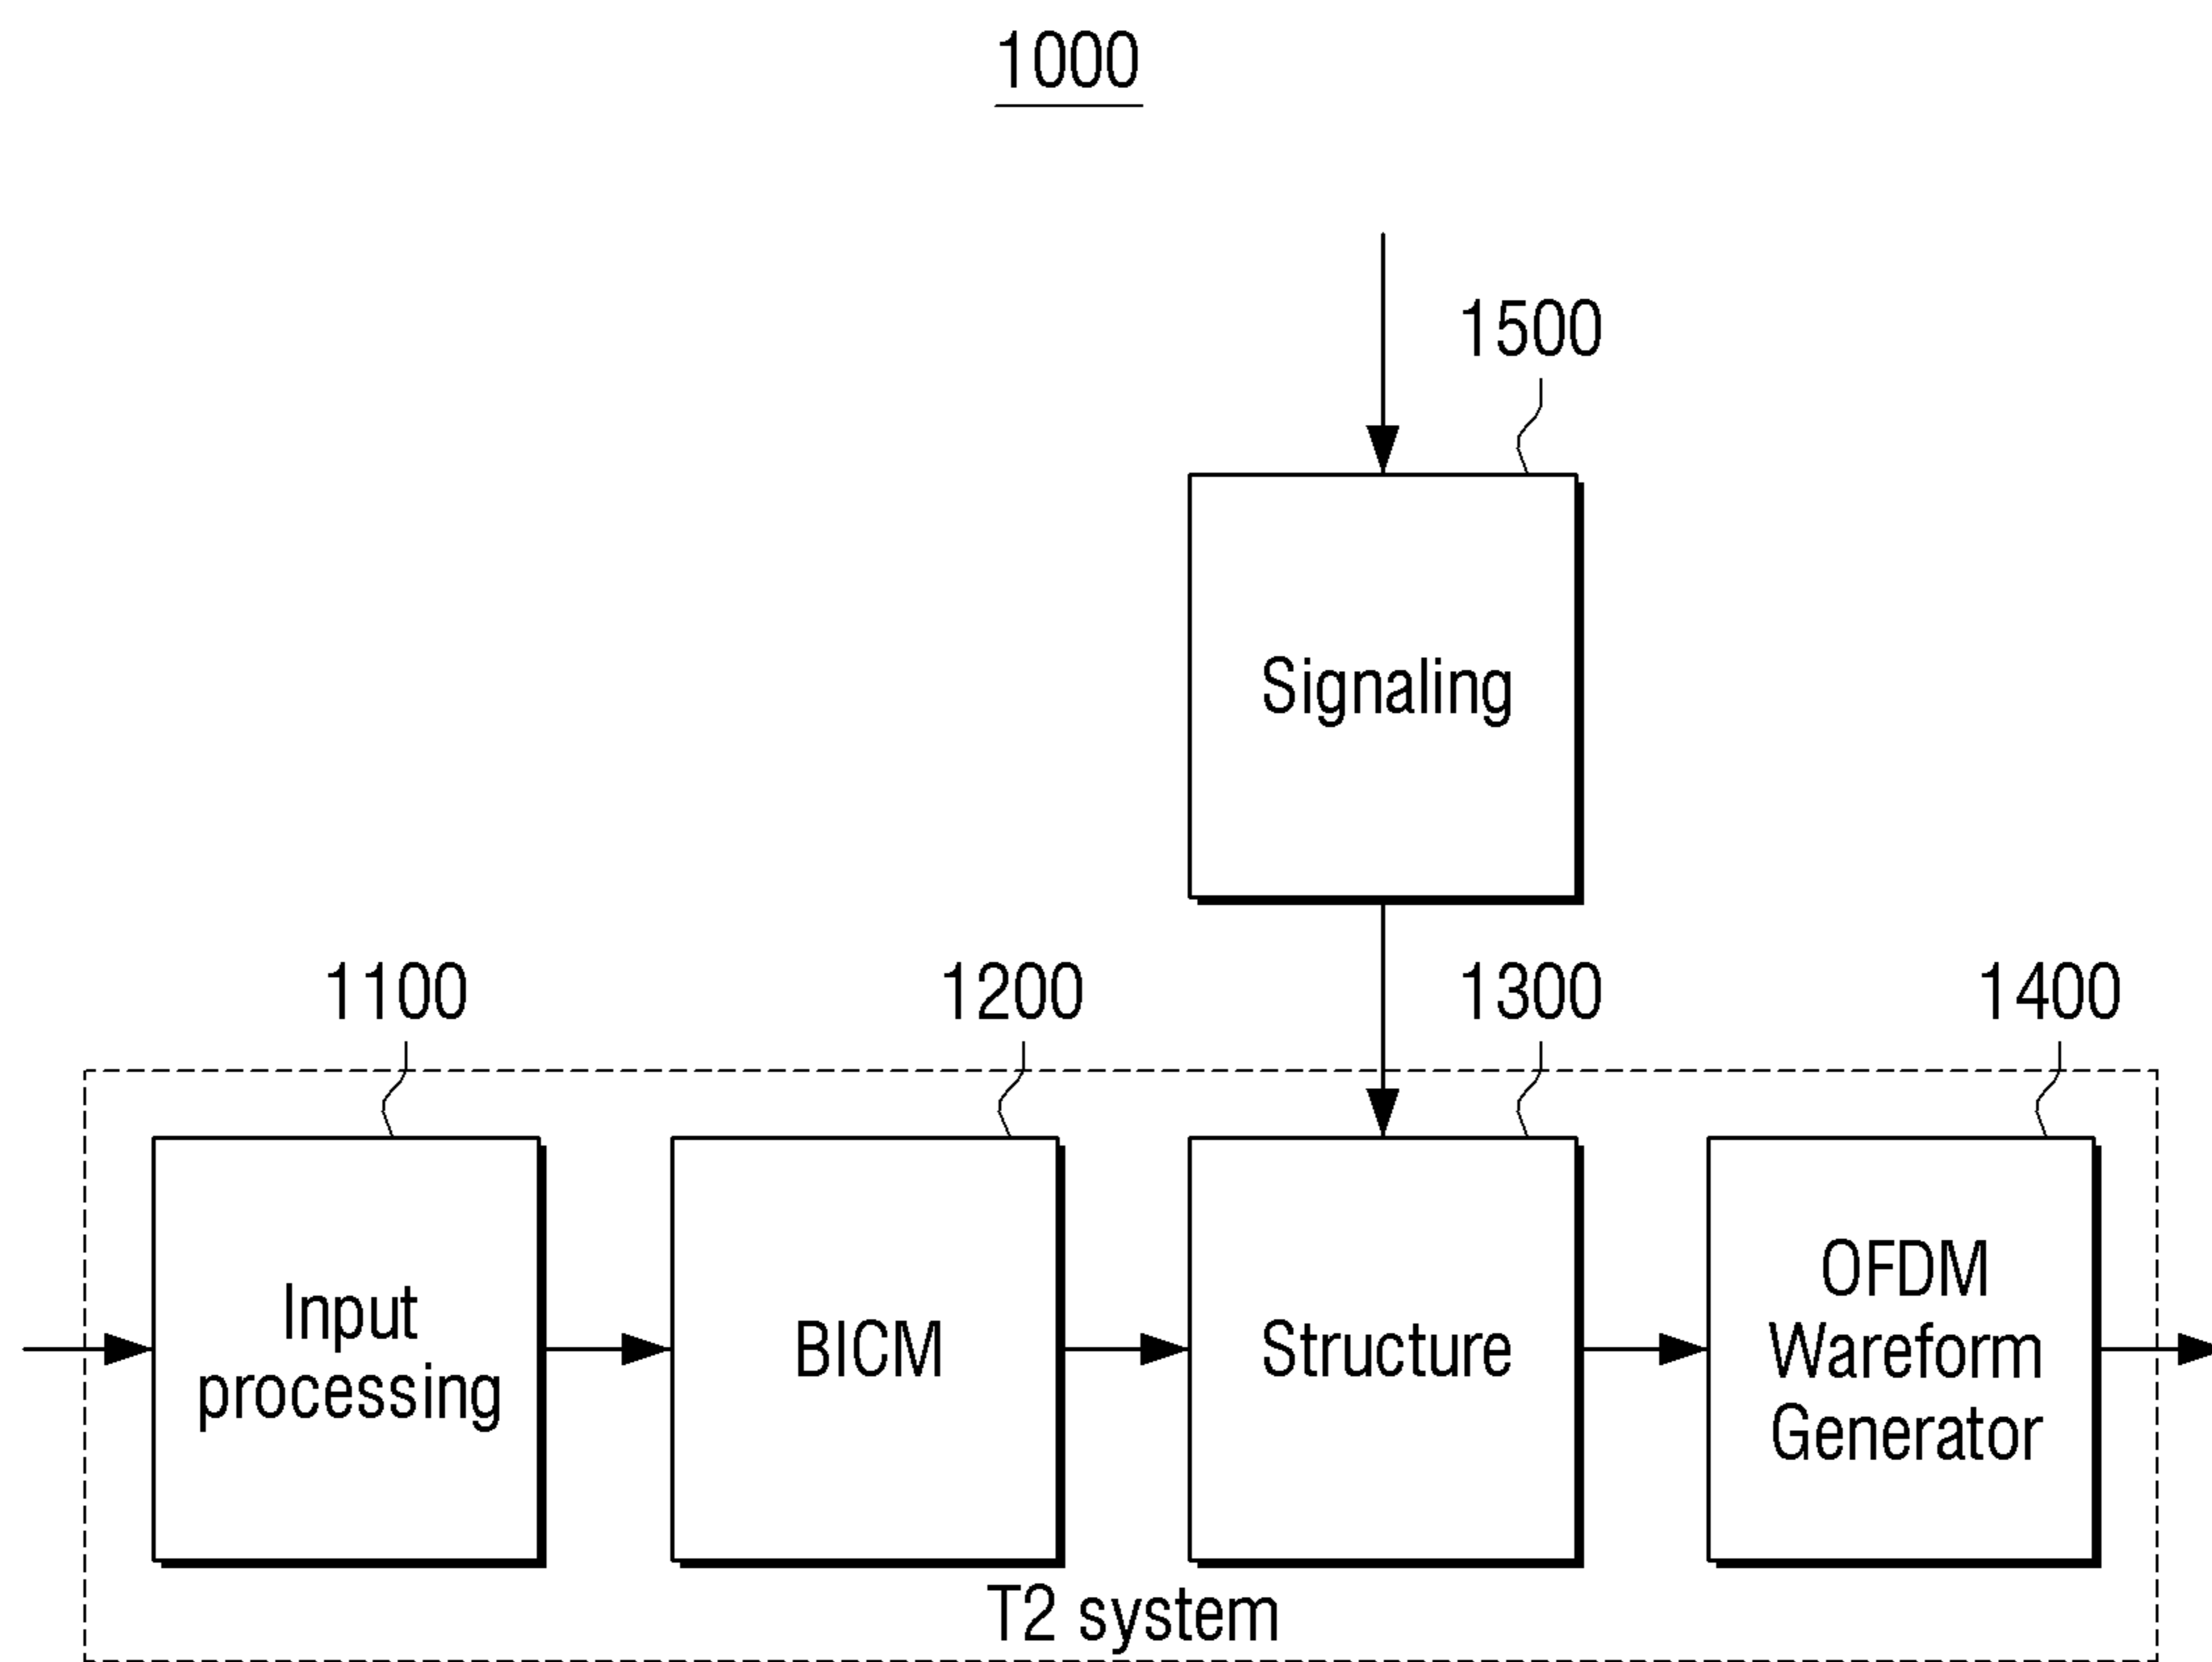 1000
1500
Signaling
1100
1200
1300
1400
Input
processing
BICM
Structure
OFDM
Wareform
Generator
T2 system